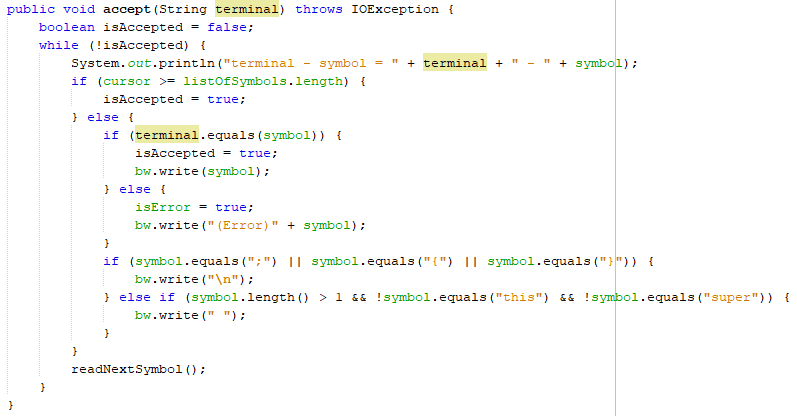 public void accept(String terminal) throws IOException {
    boolean isAccepted = false;
    while (!isAccepted) {
        System.out.println("terminal - symbol = " + terminal + " - " + symbol);
        if (cursor >= listOfSymbols.length) {
            isAccepted = true;
        } else {
            if (terminal.equals(symbol)) {
                isAccepted = true;
                bw.write(symbol);
            } else {
                isError = true;
                bw.write("(Error)" + symbol);
            }
            if (symbol.equals(";") || symbol.equals("{") || symbol.equals("}")) {
                bw.write("\n");
            } else if (symbol.length() > 1 && !symbol.equals("this") && !symbol.equals("super")) {
                bw.write(" ");
            }
        }
        readNextSymbol();
    }
}